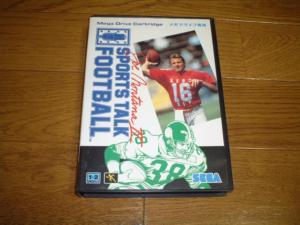 Mega Drive Cartridge
メガドライブ専用
SPORTS TALK
FOOTBALL
Joe Montana II
16
38
1-2
SEGA